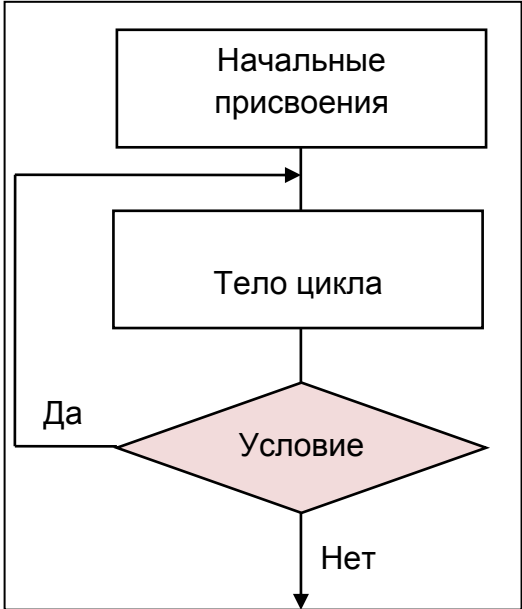 Начальные
присвоения
Тело цикла
Да
Условие
Нет